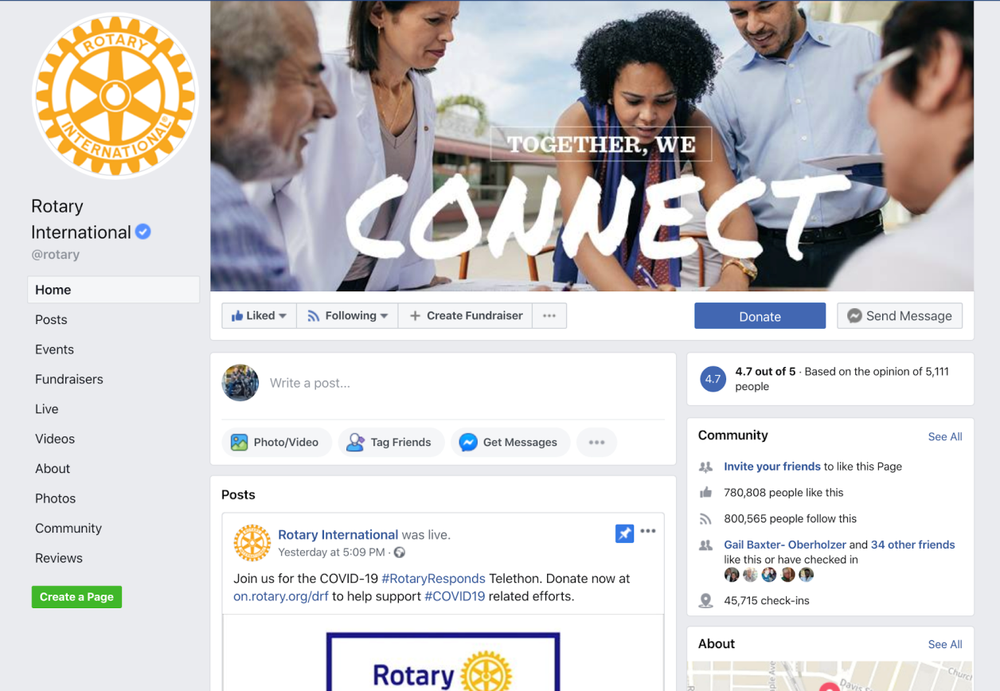 ROTARY
INTERNATIONAL
Rotary
International
@rotary
Home
Posts
Events
Fundraisers
Live
Videos
About
Photos
Community
Reviews
Create a Page
TOGETHER, WE
CONNECT
Liked
Following
Create Fundraiser
Donate
Send Message
Write a post...
Photo/Video
Tag Friends
Get Messages
Posts
Rotary International was live.
Yesterday at 5:09 PM ·
Join us for the COVID-19 #RotaryResponds Telethon. Donate now at
on.rotary.org/drf to help support #COVID19 related efforts.
Rotary
4.7
4.7 out of 5 · Based on the opinion of 5,111
people
Community
See All
Invite your friends to like this Page
780,808 people like this
800,565 people follow this
Gail Baxter- Oberholzer and 34 other friends
like this or have checked in
45,715 check-ins
About
See All